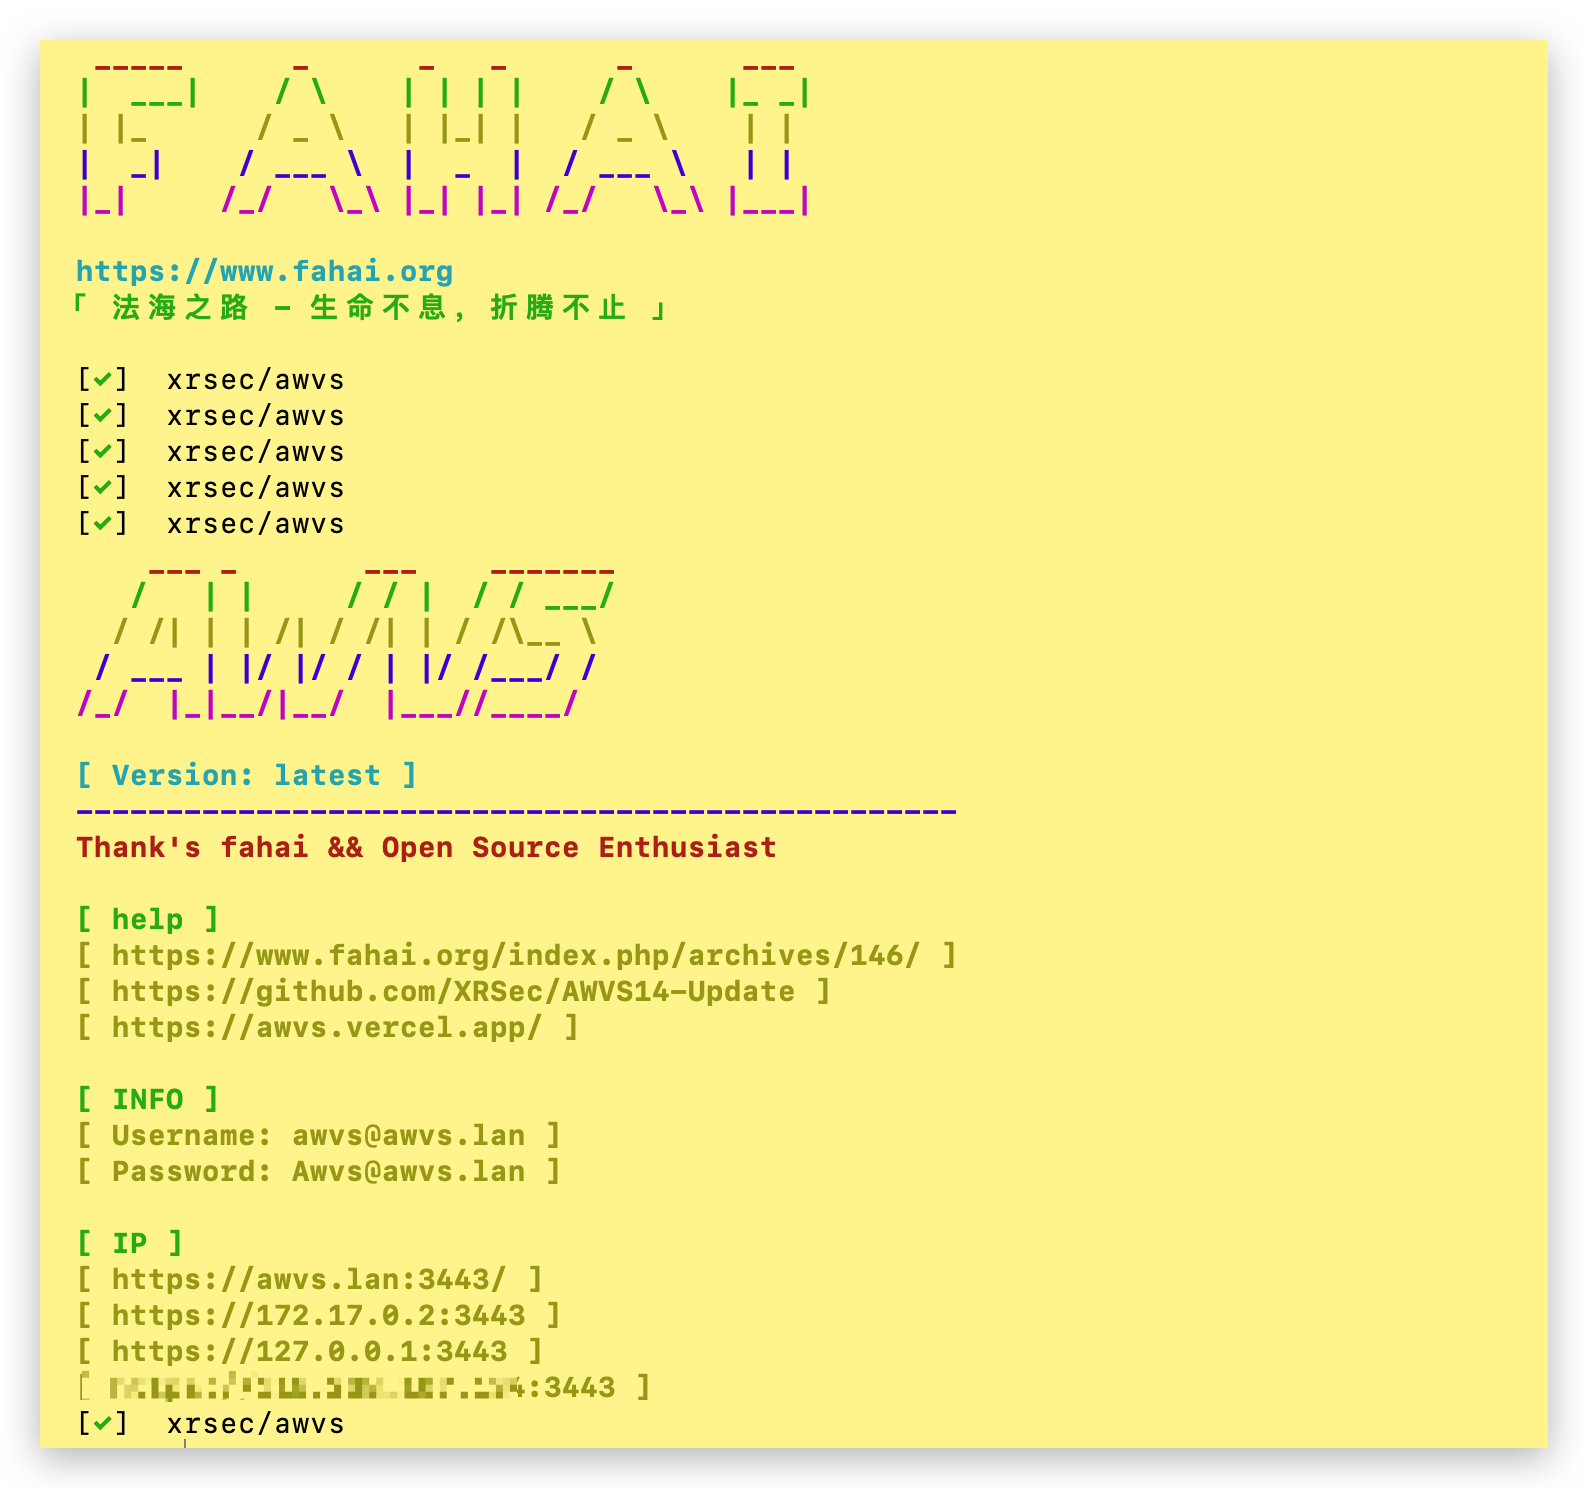 _____      _      _   _      _      ___
|  ___|    / \    | | | |    / \    |_ _|
| |_      / _ \   | |_| |   / _ \    | |
|  _|    / ___ \  |  _  |  / ___ \   | |
|_|     /_/   \_\ |_| |_| /_/   \_\ |___|
https://www.fahai.org
「 法海之路 - 生命不息, 折腾不止 」
[✔]  xrsec/awvs
[✔]  xrsec/awvs
[✔]  xrsec/awvs
[✔]  xrsec/awvs
[✔]  xrsec/awvs
    ___ _       ___    _______
   /   | |     / / |  / / ___/
  / /| | | /| / /| | / /\__ \
 / ___ | |/ |/ / | |/ /___/ /
/_/  |_|__/|__/  |___//____/
[ Version: latest ]
-------------------------------------------------
Thank's fahai && Open Source Enthusiast
[ help ]
[ https://www.fahai.org/index.php/archives/146/ ]
[ https://github.com/XRSec/AWVS14-Update ]
[ https://awvs.vercel.app/ ]
[ INFO ]
[ Username: awvs@awvs.lan ]
[ Password: Awvs@awvs.lan ]
[ IP ]
[ https://awvs.lan:3443/ ]
[ https://172.17.0.2:3443 ]
[ https://127.0.0.1:3443 ]
:3443 ]
[✔]  xrsec/awvs